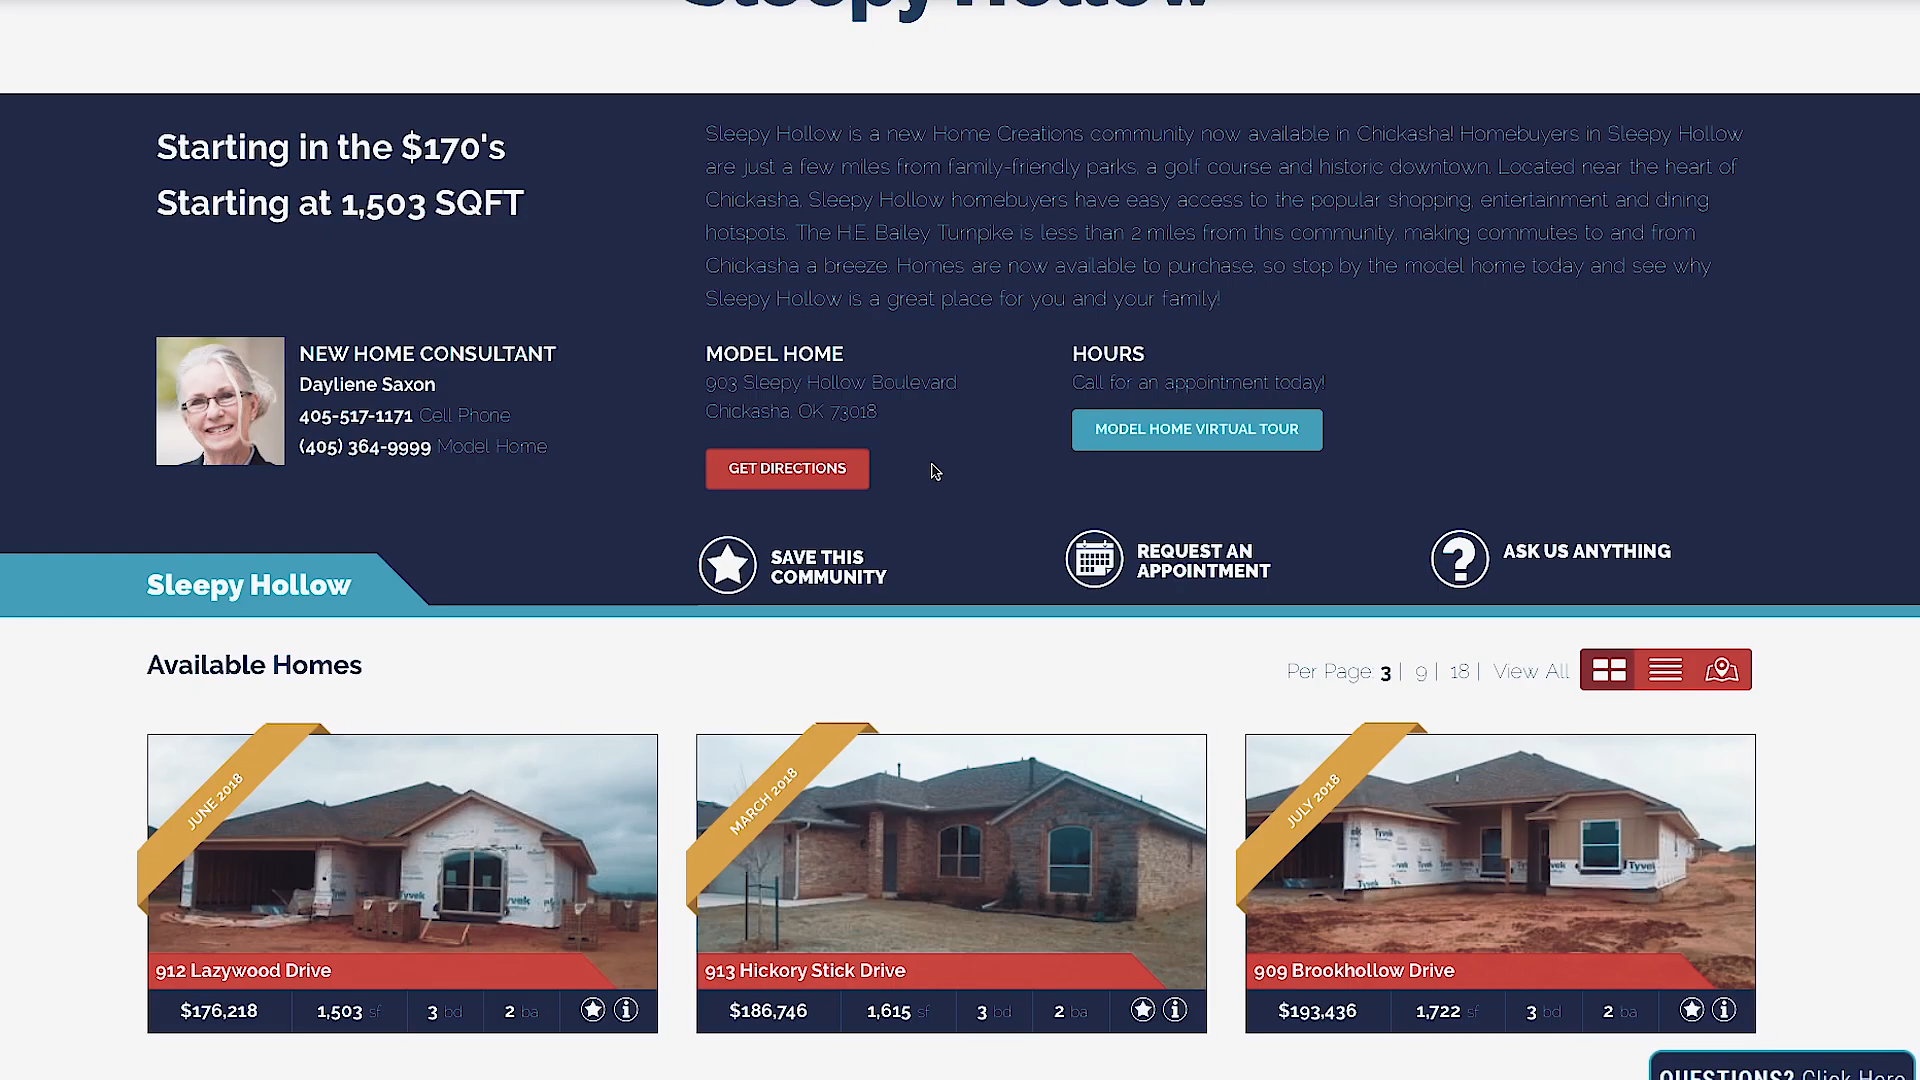 Sleepy Hollow
Starting in the $170's
Starting at 1,503 SQFT
Sleepy Hollow is a new Home Creations community now available in Chickasha! Homebuyers in Sleepy Hollow
are just a few miles from family-friendly parks, a golf course and historic downtown. Located near the heart of
Chickasha, Sleepy Hollow homebuyers have easy access to the popular shopping, entertainment and dining
hotspots. The H.E. Bailey Turnpike is less than 2 miles from this community, making commutes to and from
Chickasha a breeze. Homes are now available to purchase, so stop by the model home today and see why
Sleepy Hollow is a great place for you and your family!
NEW HOME CONSULTANT
Dayliene Saxon
405-517-1171 Cell Phone
(405) 364-9999 Model Home
MODEL HOME
903 Sleepy Hollow Boulevard
Chickasha, OK 73018
GET DIRECTIONS
HOURS
Call for an appointment today!
MODEL HOME VIRTUAL TOUR
SAVE THIS
COMMUNITY
REQUEST AN
APPOINTMENT
ASK US ANYTHING
Sleepy Hollow
Available Homes
Per Page 3 | 9 | 18 | View All
JUNE 2018
Tyvek
Tyvek
912 Lazywood Drive
$176,218 1,503 sf 3 bd 2 ba
MARCH 2018
913 Hickory Stick Drive
$186,746 1,615 sf 3 bd 2 ba
JULY 2018
Tyvek
Tyvek
Tyvek
Tyvek
909 Brookhollow Drive
$193,436 1,722 sf 3 bd 2 ba
QUESTIONS? Click Here